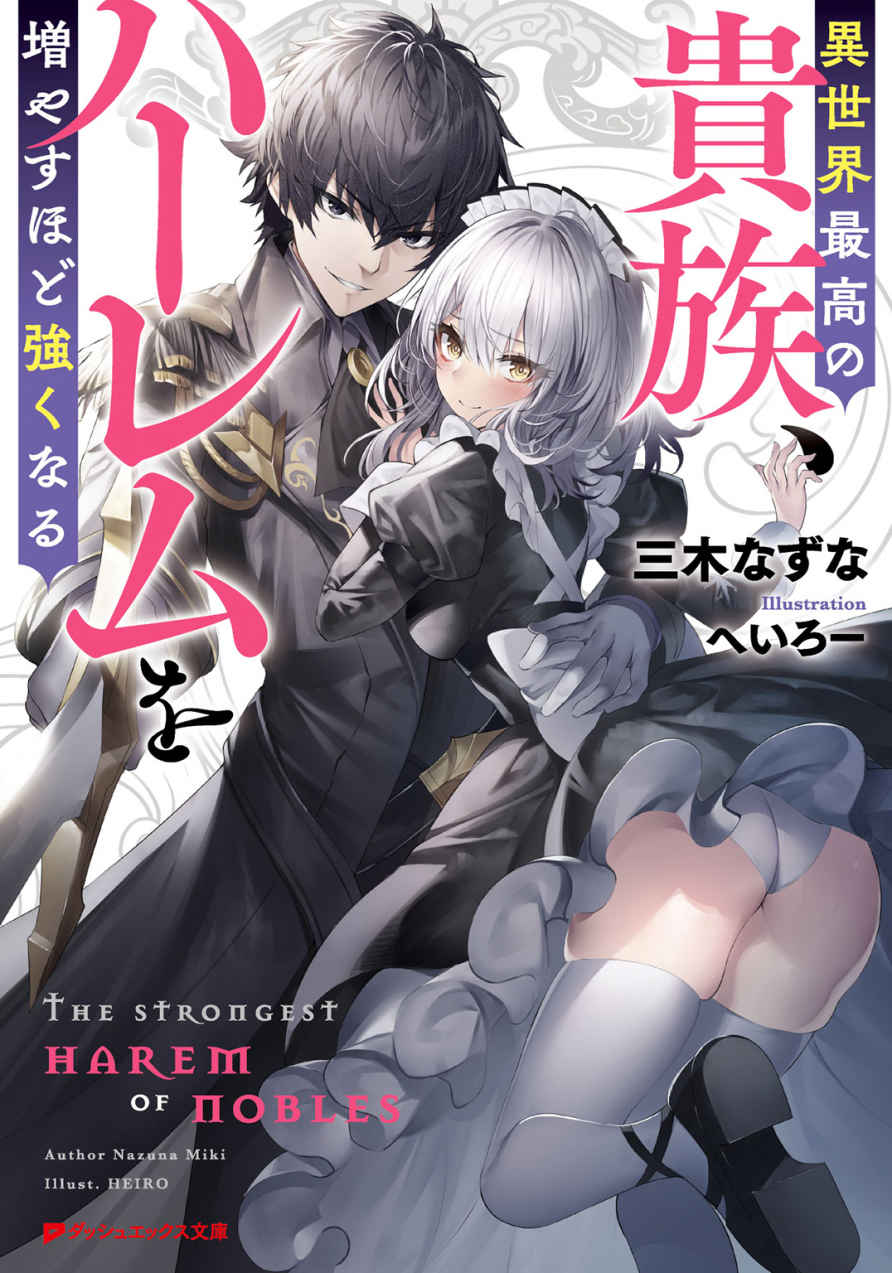 異世界最高の
貴族、
ハーレムを
増やすほど強くなる
三木なずな
Illustration
へいろー
THE STRONGEST
HAREM
OF NOBLES
Author Nazuna Miki
Illust. HEIRO
ダッシュエックス文庫